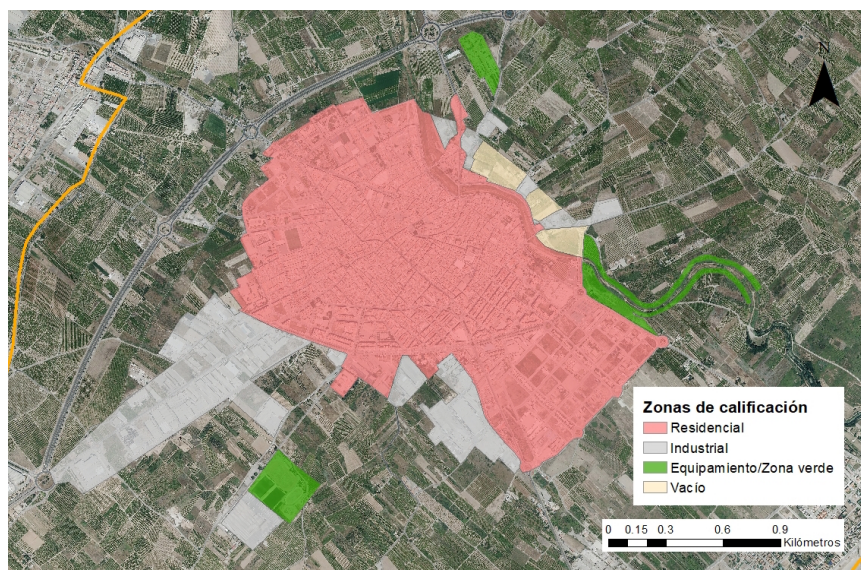 N
Zonas de calificación
Residencial
Industrial
Equipamiento/Zona verde
Vacío
0 0.15 0.3 0.6 0.9
Kilómetros